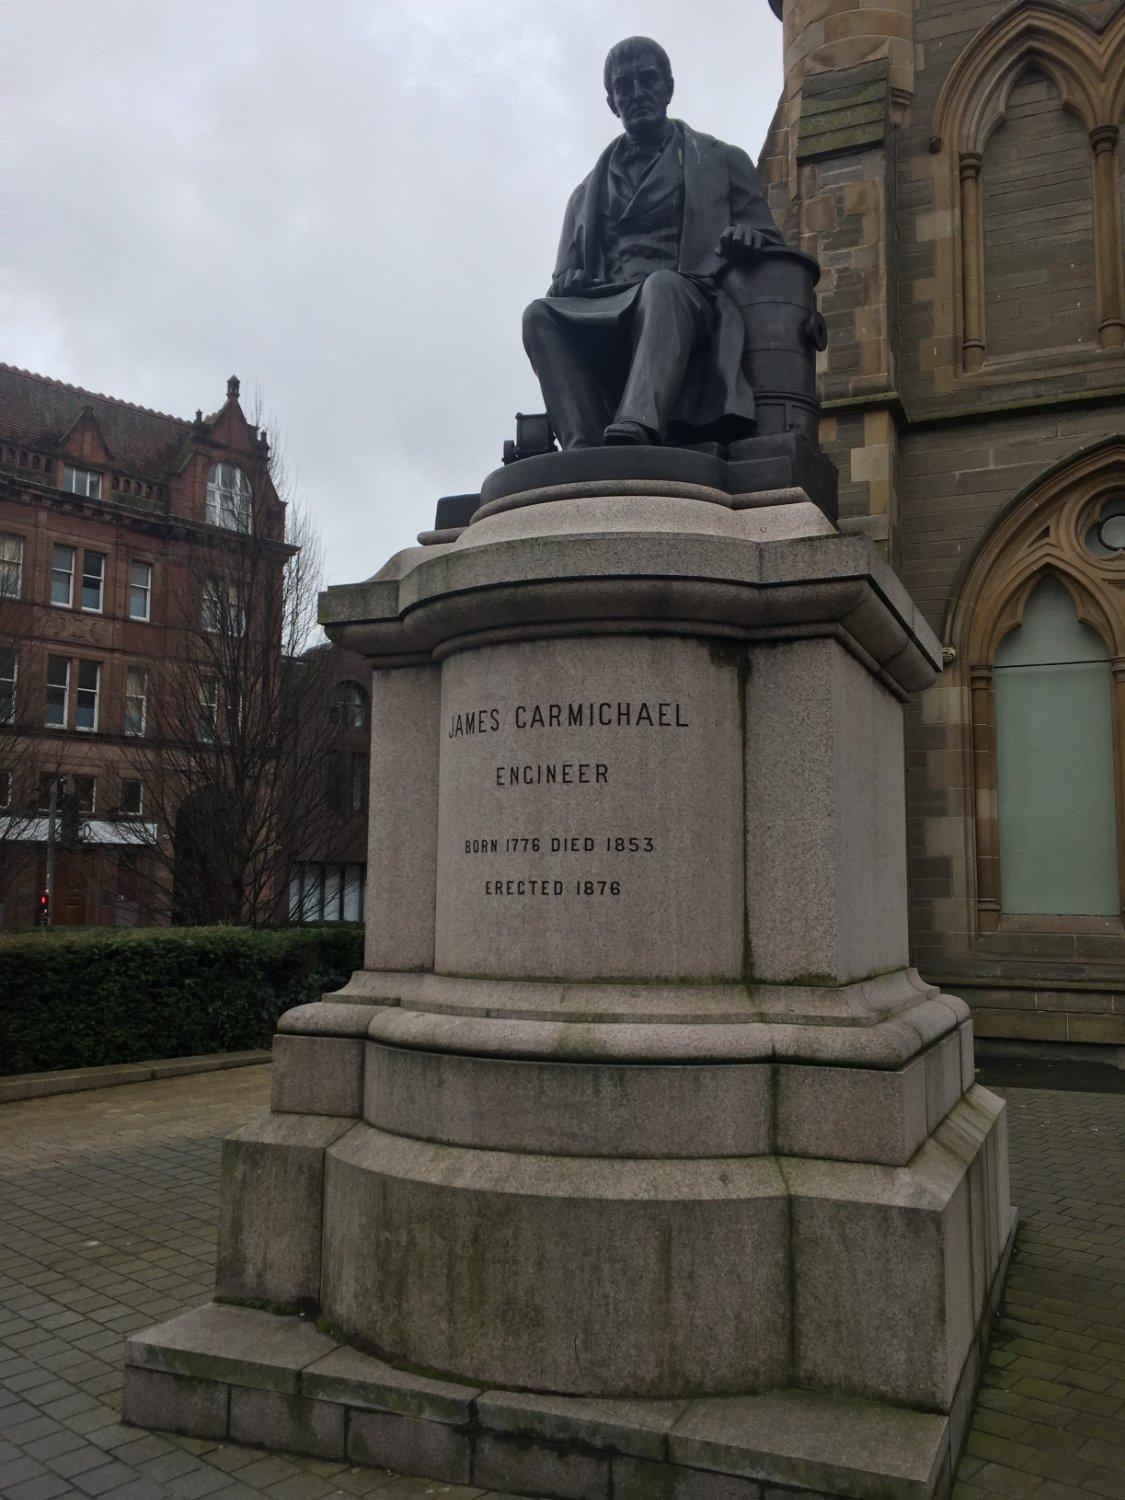 JAMES CARMICHAEL
ENGINEER
BORN 1776 DIED 1853
ERECTED 1876